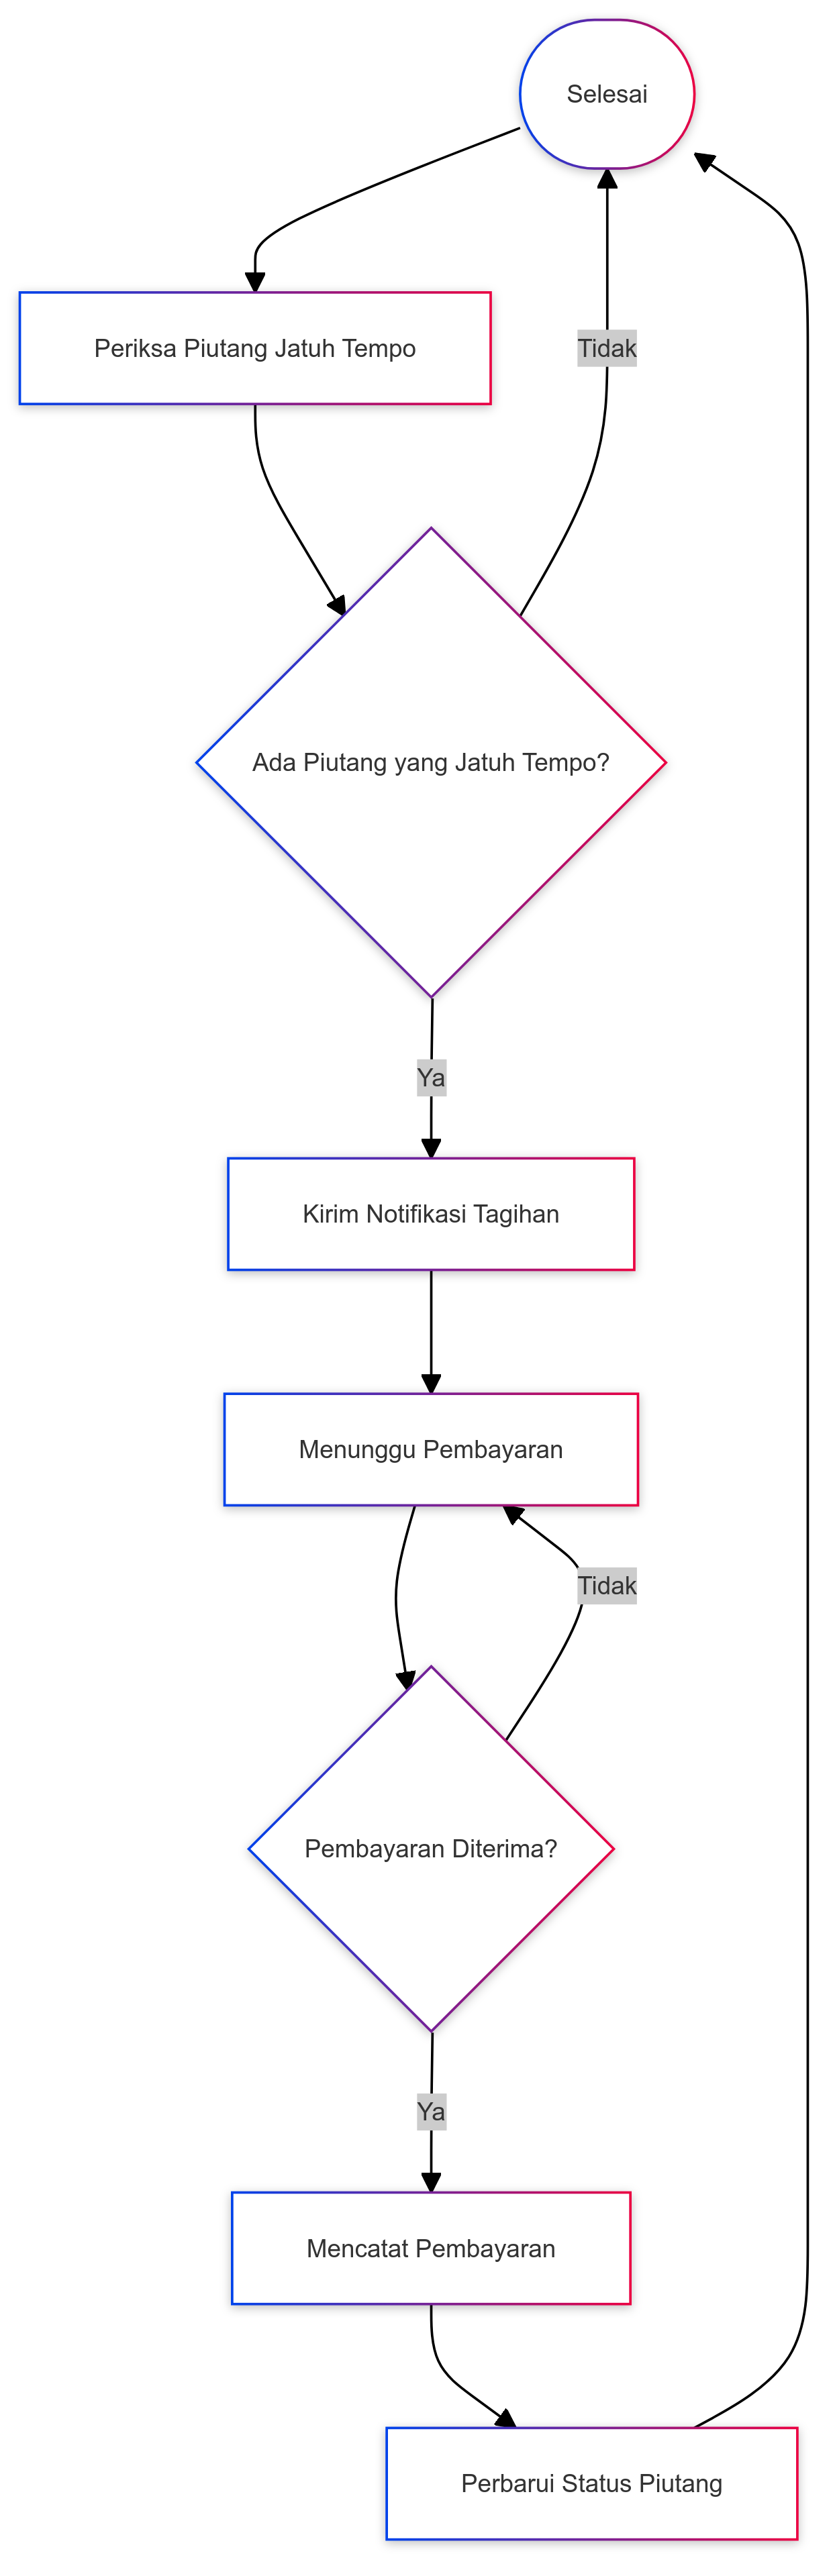 Selesai
Periksa Piutang Jatuh Tempo
Tidak
Ada Piutang yang Jatuh Tempo?
Ya
Kirim Notifikasi Tagihan
Menunggu Pembayaran
Tidak
Pembayaran Diterima?
Ya
Mencatat Pembayaran
Perbarui Status Piutang